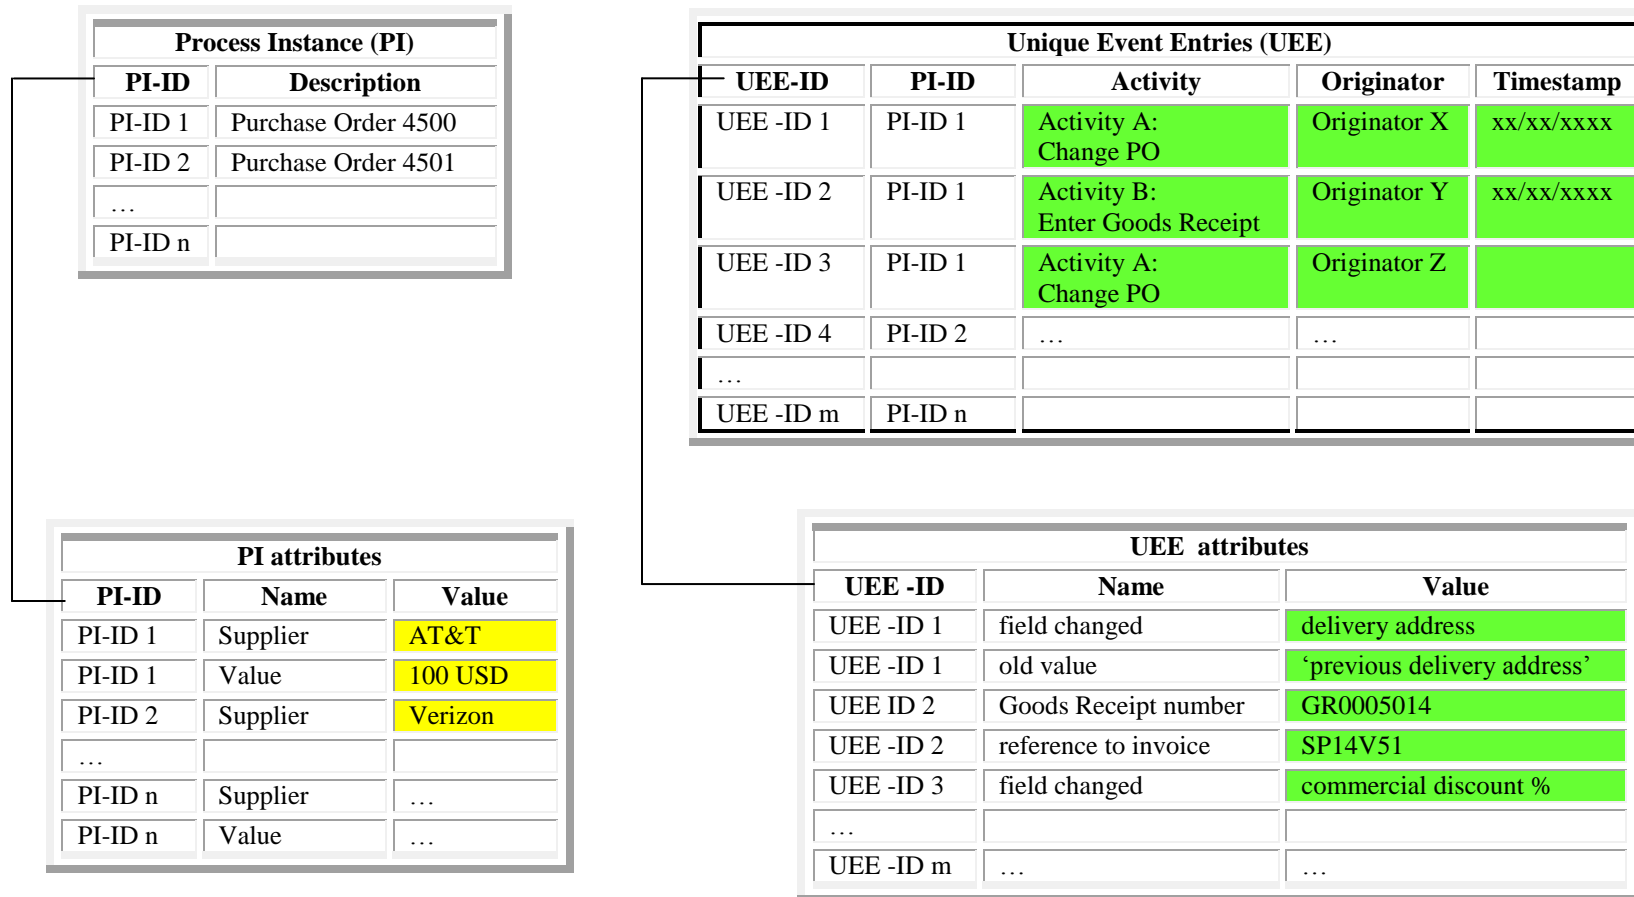 Process Instance (PI)
PI-ID Description
PI-ID 1 Purchase Order 4500
PI-ID 2 Purchase Order 4501
…
PI-ID n
Unique Event Entries (UEE)
UEE-ID PI-ID Activity Originator Timestamp
UEE -ID 1 PI-ID 1 Activity A: Originator X xx/xx/xxxx
Change PO
UEE -ID 2 PI-ID 1 Activity B: Originator Y xx/xx/xxxx
Enter Goods Receipt
UEE -ID 3 PI-ID 1 Activity A: Originator Z
Change PO
UEE -ID 4 PI-ID 2 … …
…
UEE -ID m PI-ID n
PI attributes
PI-ID Name Value
PI-ID 1 Supplier AT&T
PI-ID 1 Value 100 USD
PI-ID 2 Supplier Verizon
…
PI-ID n Supplier …
PI-ID n Value …
UEE attributes
UEE -ID Name Value
UEE -ID 1 field changed delivery address
UEE -ID 1 old value ‘previous delivery address’
UEE ID 2 Goods Receipt number GR0005014
UEE -ID 2 reference to invoice SP14V51
UEE -ID 3 field changed commercial discount %
…
UEE -ID m … …